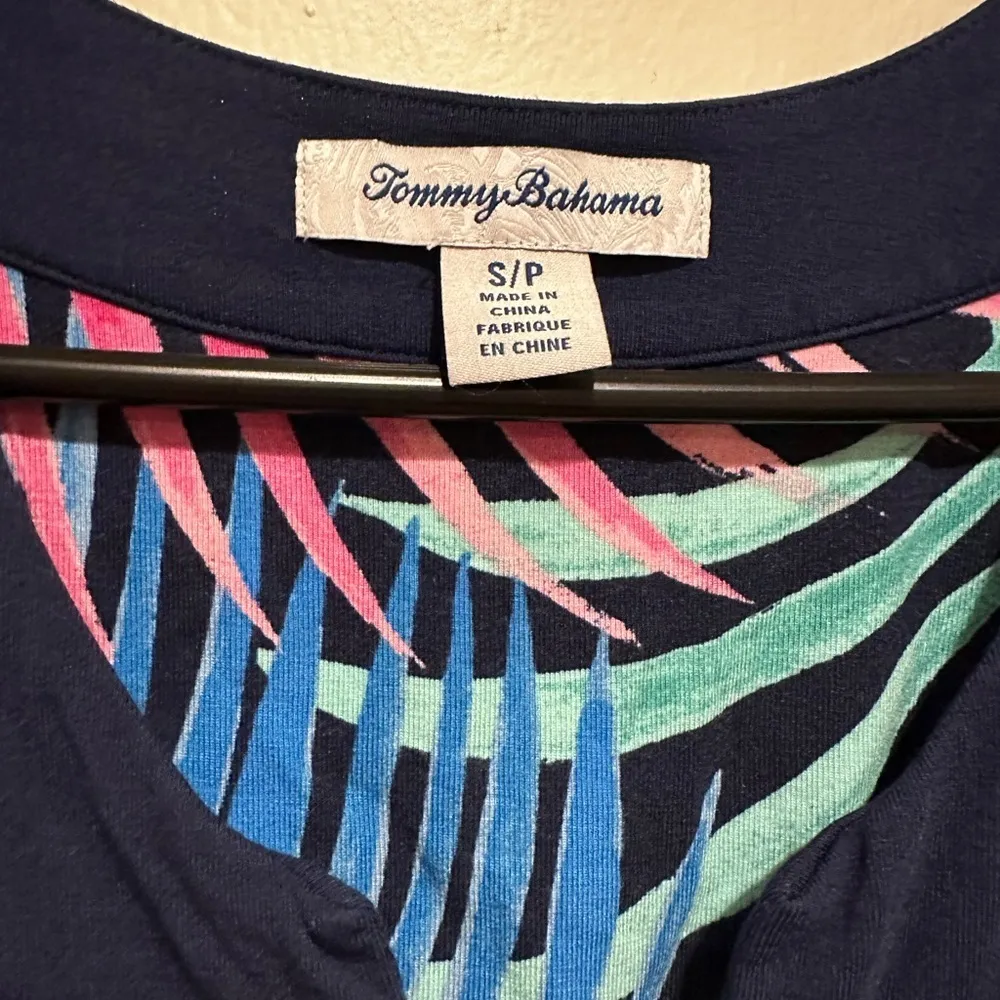 Tommy Bahama
S/P
MADE IN
CHINA
FABRIQUE
EN CHINE